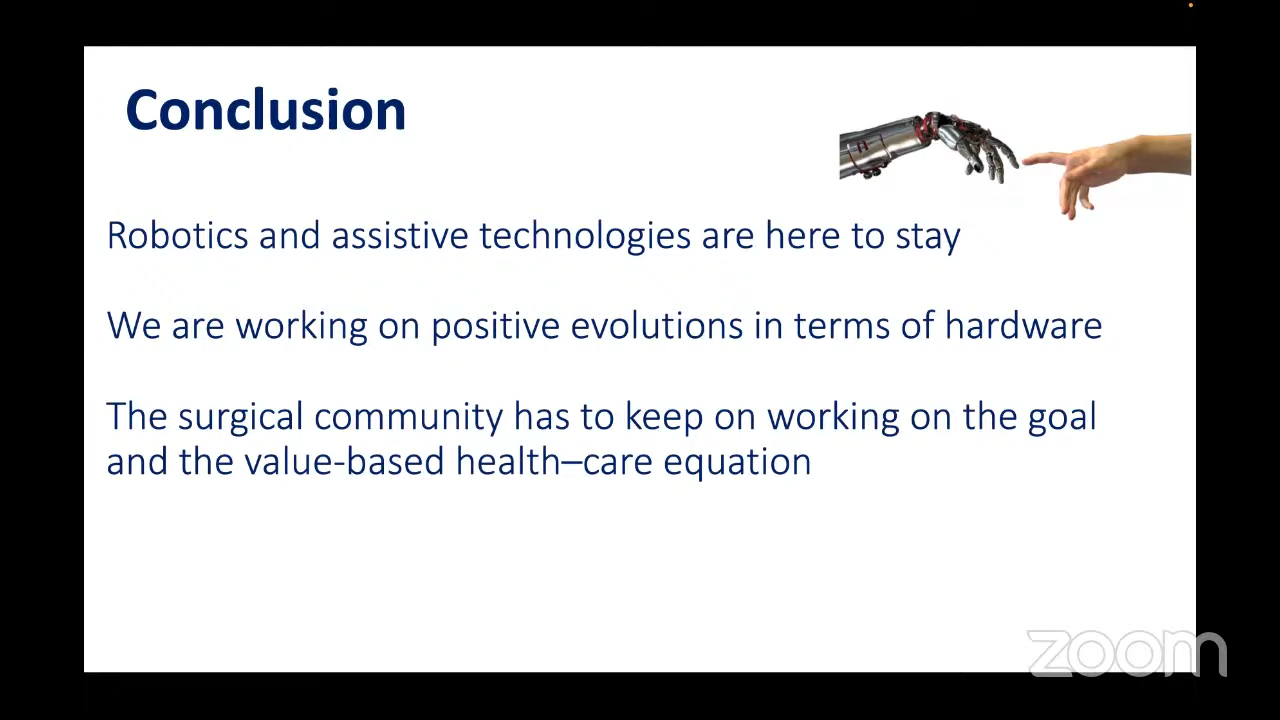 Conclusion
Robotics and assistive technologies are here to stay
We are working on positive evolutions in terms of hardware
The surgical community has to keep on working on the goal
and the value-based health–care equation
zoom